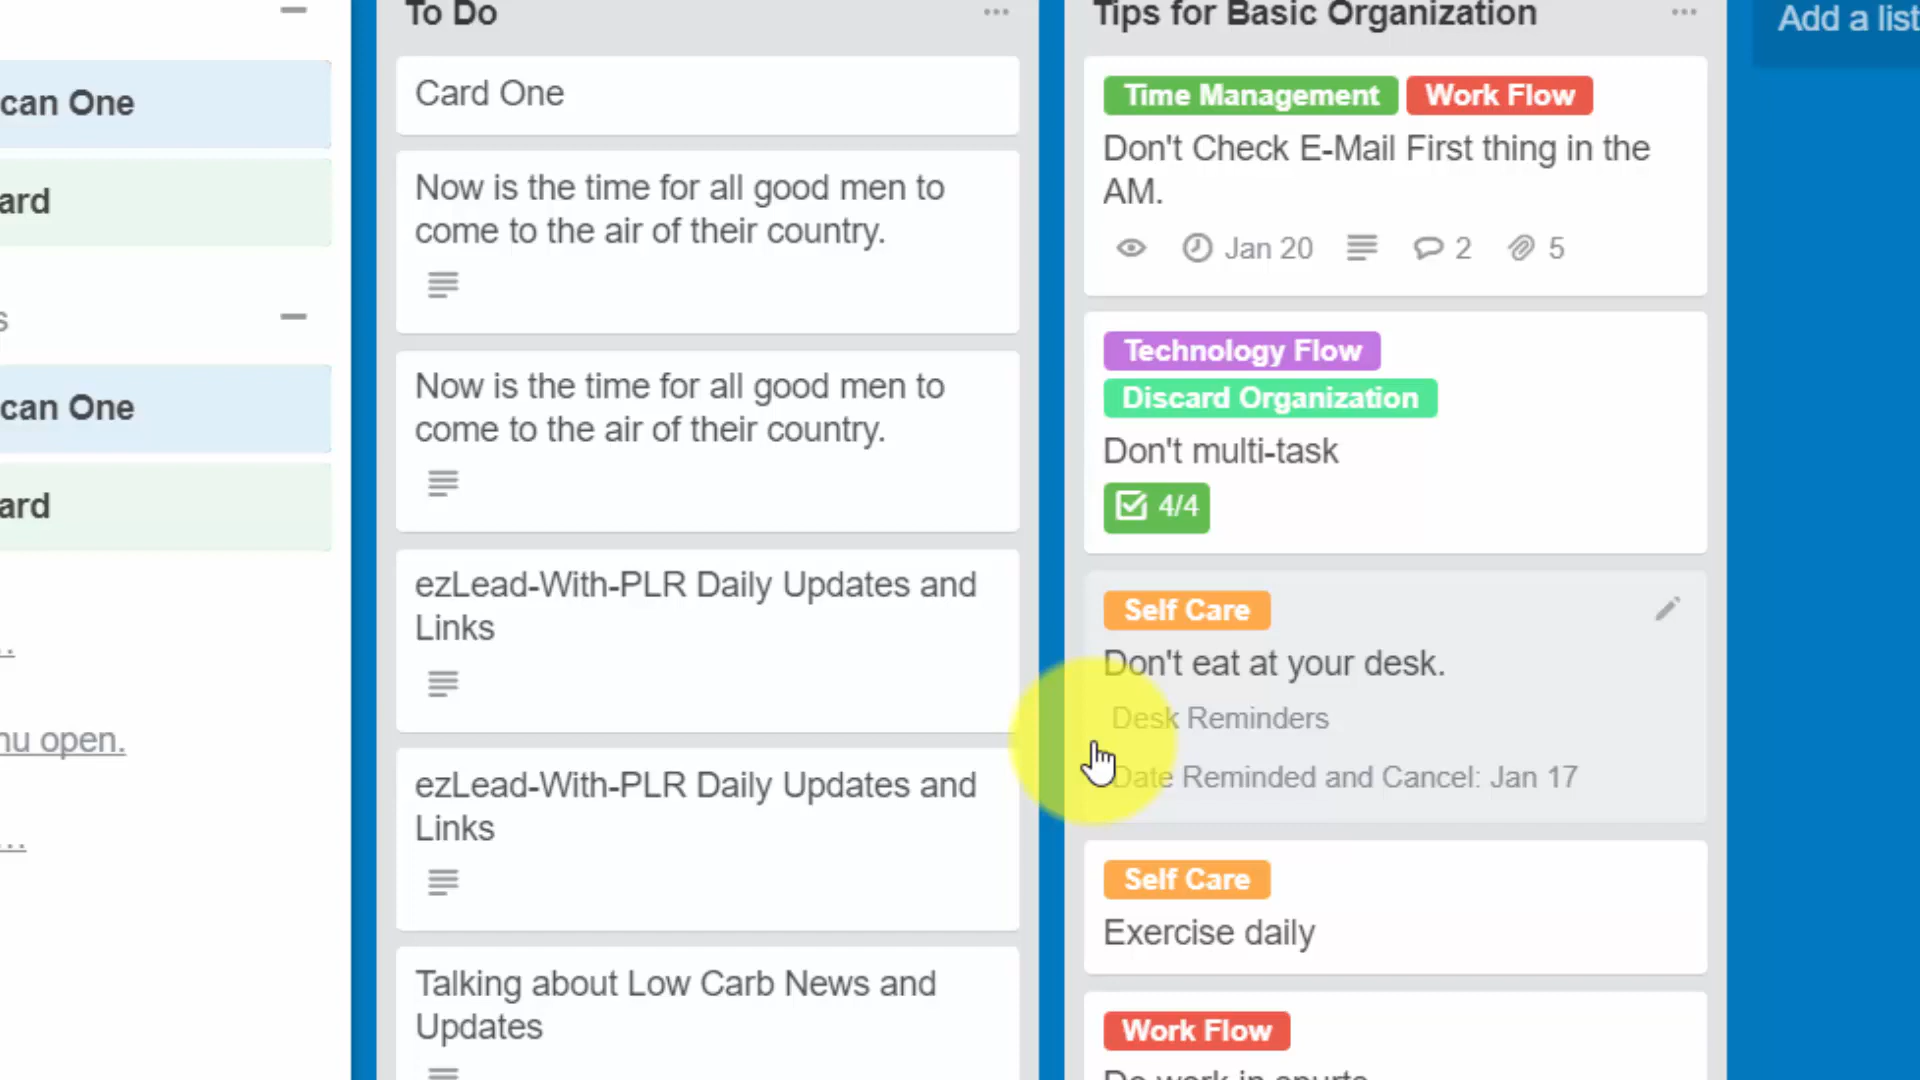 can One
ard
s
can One
ard
..
nu open.
...
To Do
Card One
Now is the time for all good men to
come to the air of their country.
Now is the time for all good men to
come to the air of their country.
ezLead-With-PLR Daily Updates and
Links
ezLead-With-PLR Daily Updates and
Links
Talking about Low Carb News and
Updates
Tips for Basic Organization
Time Management Work Flow
Don't Check E-Mail First thing in the
AM.
Jan 20 2 5
Technology Flow
Discard Organization
Don't multi-task
4/4
Self Care
Don't eat at your desk.
Desk Reminders
Date Reminded and Cancel: Jan 17
Self Care
Exercise daily
Work Flow
Do work in spurts
Add a list